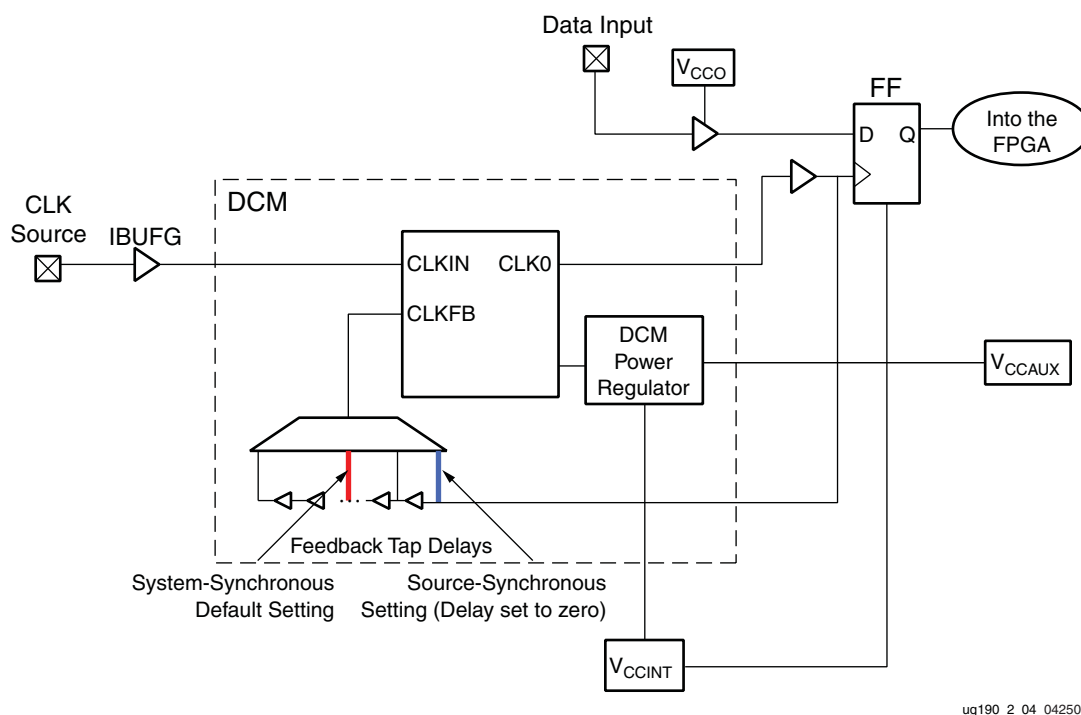 Data Input
VCCO
FF
D Q
Into the
FPGA
DCM
CLK
Source
IBUFG
CLKIN CLK0
CLKFB
DCM
Power
Regulator
VCCAUX
...
Feedback Tap Delays
System-Synchronous
Default Setting
Source-Synchronous
Setting (Delay set to zero)
VCCINT
ug190_2_04_04250